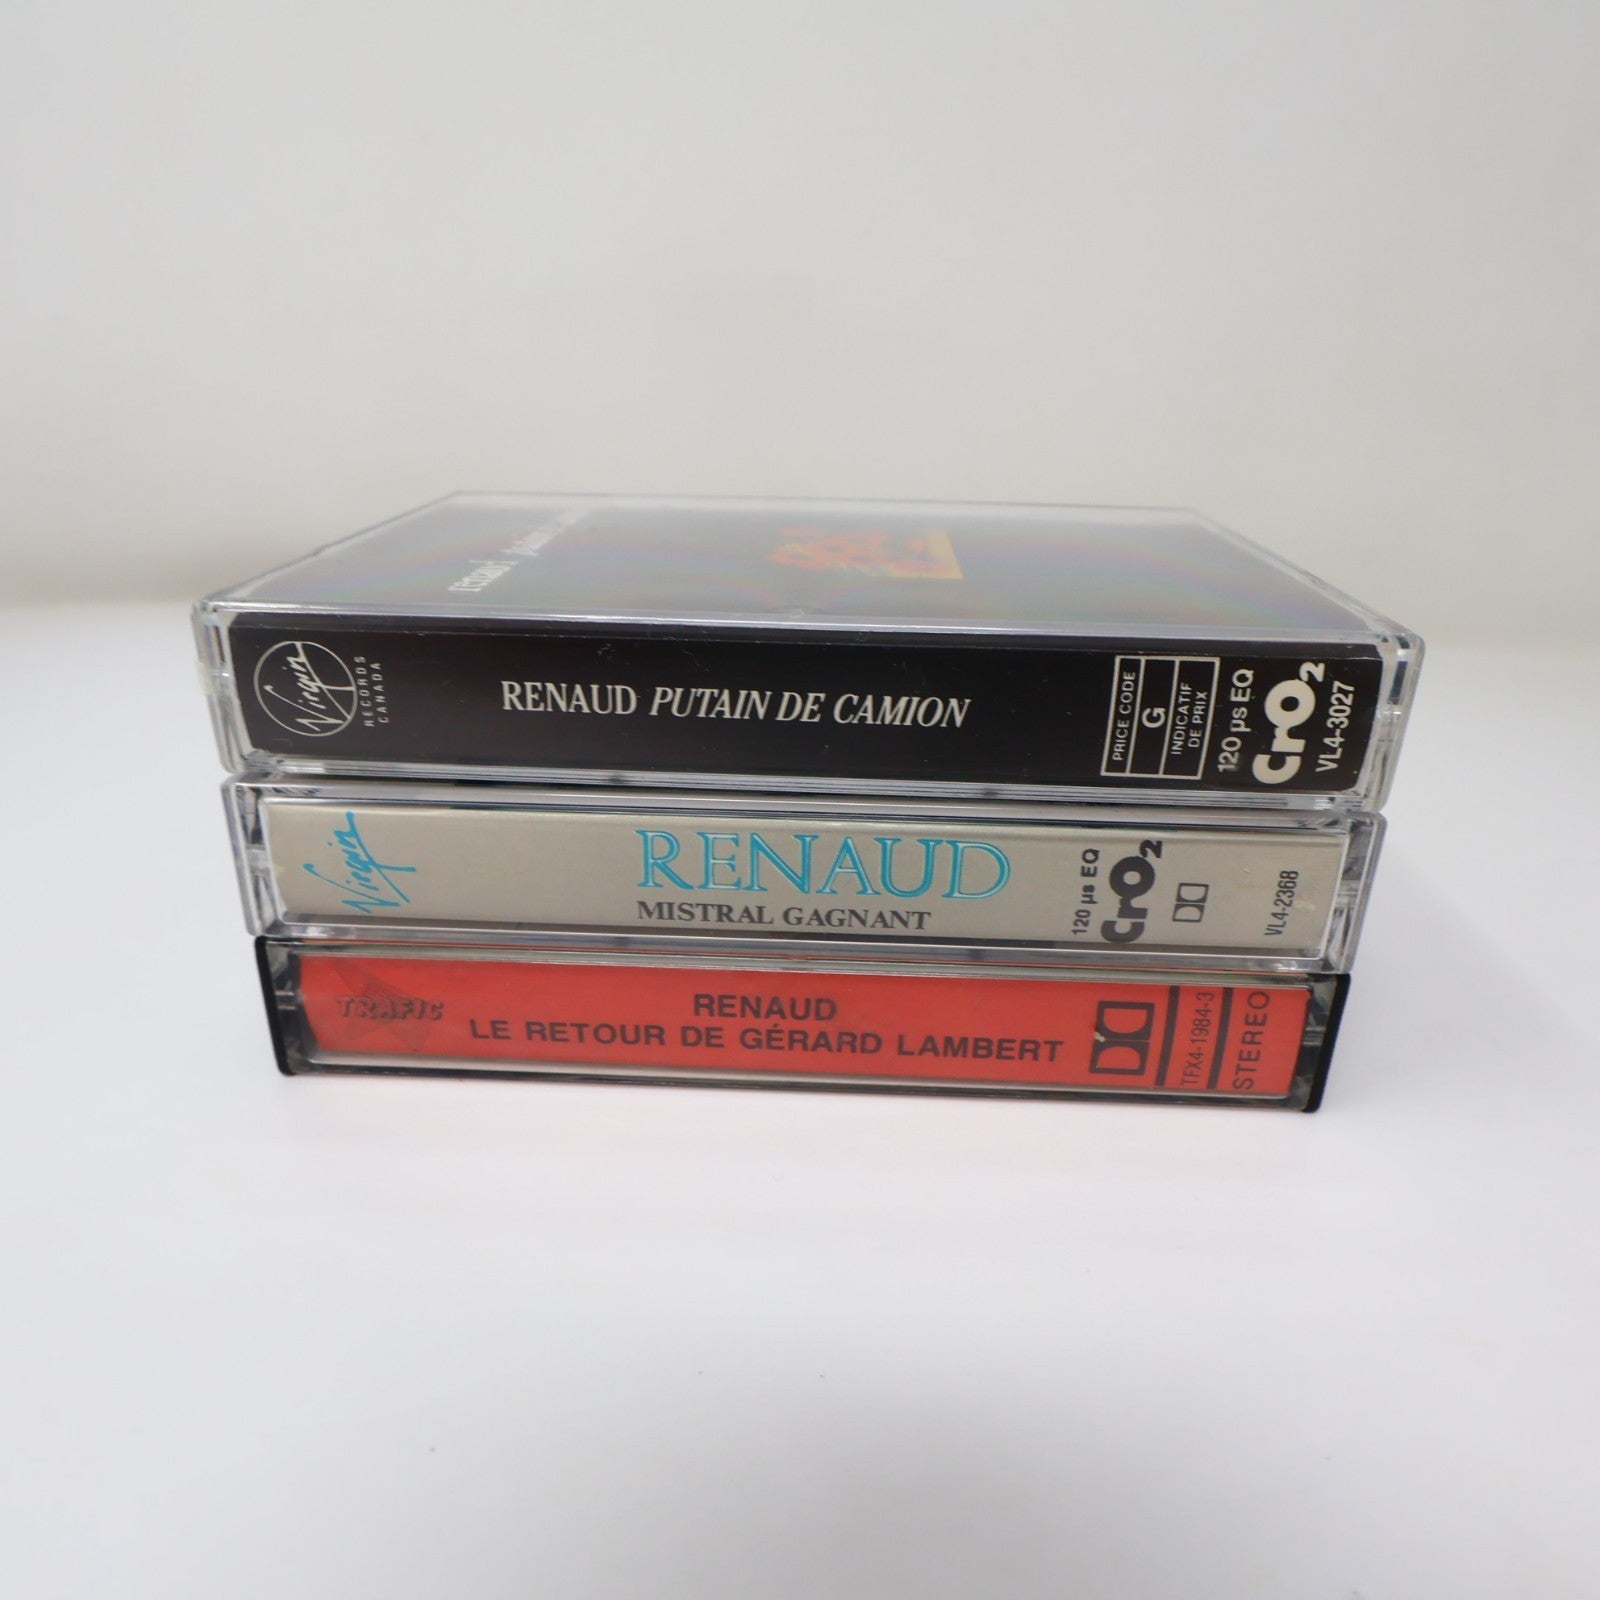 renaud
Virgin
RECORDS
CANADA
RENAUD PUTAIN DE CAMION
PRICE CODE
G
INDICATIF
DE PRIX
120 µs EQ
CrO2
VL4-3027
Virgin
RENAUD
MISTRAL GAGNANT
120 µs EQ
CrO2
VL4-2368
TRAFIC
RENAUD
LE RETOUR DE GÉRARD LAMBERT
TFX4-1984-3
STEREO